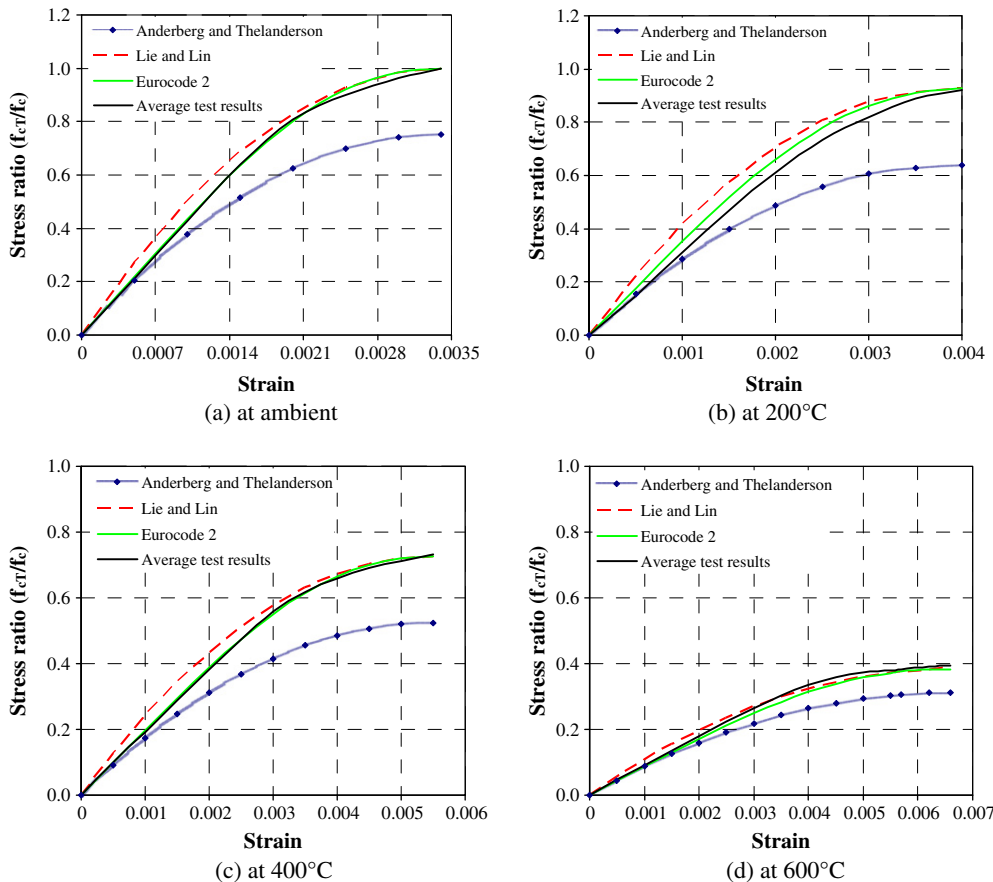 1.2
1.0
0.8
0.6
0.4
0.2
0.0
Stress ratio (fcT/fc)
Anderberg and Thelanderson
Lie and Lin
Eurocode 2
Average test results
0 0.0007 0.0014 0.0021 0.0028 0.0035
Strain
(a) at ambient
1.2
1.0
0.8
0.6
0.4
0.2
0.0
Stress ratio (fcT/fc)
Anderberg and Thelanderson
Lie and Lin
Eurocode 2
Average test results
0 0.001 0.002 0.003 0.004
Strain
(b) at 200°C
1.0
0.8
0.6
0.4
0.2
0.0
Stress ratio (fcT/fc)
Anderberg and Thelanderson
Lie and Lin
Eurocode 2
Average test results
0 0.001 0.002 0.003 0.004 0.005 0.006
Strain
(c) at 400°C
1.0
0.8
0.6
0.4
0.2
0.0
Stress ratio (fcT/fc)
Anderberg and Thelanderson
Lie and Lin
Eurocode 2
Average test results
0 0.001 0.002 0.003 0.004 0.005 0.006 0.007
Strain
(d) at 600°C